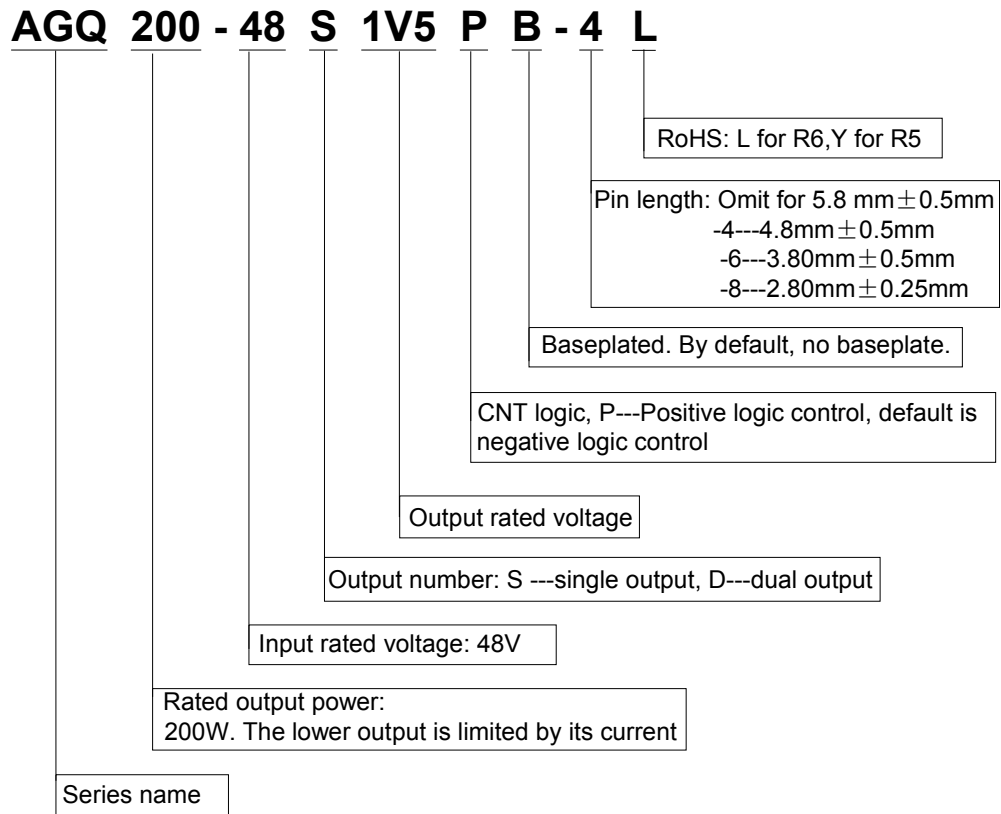 AGQ 200 - 48 S 1V5 P B - 4 L
RoHS: L for R6,Y for R5
Pin length: Omit for 5.8 mm±0.5mm
-4---4.8mm±0.5mm
-6---3.80mm±0.5mm
-8---2.80mm±0.25mm
Baseplated. By default, no baseplate.
CNT logic, P---Positive logic control, default is
negative logic control
Output rated voltage
Output number: S ---single output, D---dual output
Input rated voltage: 48V
Rated output power:
200W. The lower output is limited by its current
Series name